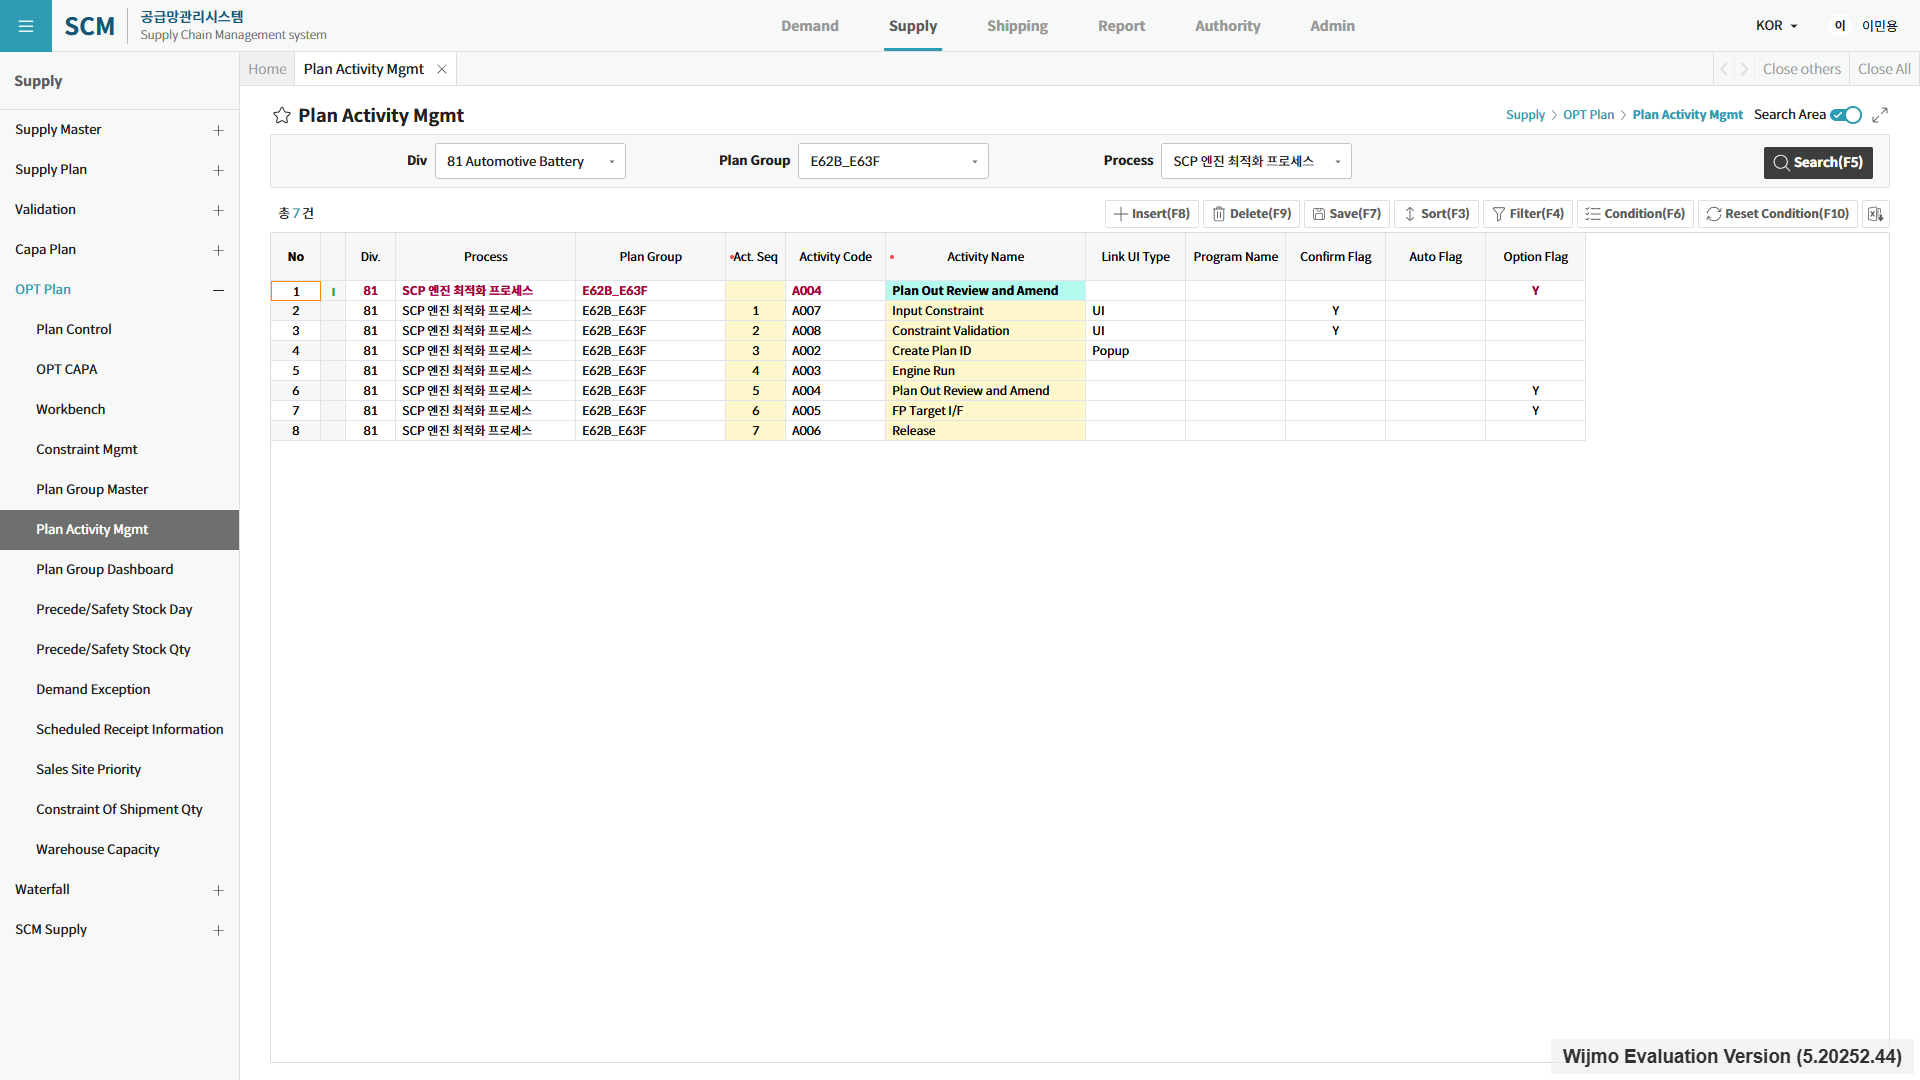 SCM 공급망관리시스템
Supply Chain Management system
Demand Supply Shipping Report Authority Admin
KOR 이 이민용
Supply
Home Plan Activity Mgmt Close others Close All
Supply Master
Supply Plan
Validation
Capa Plan
OPT Plan
Plan Control
OPT CAPA
Workbench
Constraint Mgmt
Plan Group Master
Plan Activity Mgmt
Plan Group Dashboard
Precede/Safety Stock Day
Precede/Safety Stock Qty
Demand Exception
Scheduled Receipt Information
Sales Site Priority
Constraint Of Shipment Qty
Warehouse Capacity
Waterfall
SCM Supply
Plan Activity Mgmt
Supply > OPT Plan > Plan Activity Mgmt Search Area
Div 81 Automotive Battery Plan Group E62B_E63F Process SCP 엔진 최적화 프로세스 Search(F5)
총 7 건 Insert(F8) Delete(F9) Save(F7) Sort(F3) Filter(F4) Condition(F6) Reset Condition(F10)
No Div. Process Plan Group Act. Seq Activity Code Activity Name Link UI Type Program Name Confirm Flag Auto Flag Option Flag
1 I 81 SCP 엔진 최적화 프로세스 E62B_E63F A004 Plan Out Review and Amend Y
2 81 SCP 엔진 최적화 프로세스 E62B_E63F 1 A007 Input Constraint UI Y
3 81 SCP 엔진 최적화 프로세스 E62B_E63F 2 A008 Constraint Validation UI Y
4 81 SCP 엔진 최적화 프로세스 E62B_E63F 3 A002 Create Plan ID Popup
5 81 SCP 엔진 최적화 프로세스 E62B_E63F 4 A003 Engine Run
6 81 SCP 엔진 최적화 프로세스 E62B_E63F 5 A004 Plan Out Review and Amend Y
7 81 SCP 엔진 최적화 프로세스 E62B_E63F 6 A005 FP Target I/F Y
8 81 SCP 엔진 최적화 프로세스 E62B_E63F 7 A006 Release
Wijmo Evaluation Version (5.20252.44)